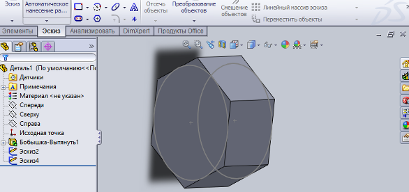 Эскиз
Автоматическое нанесение ра...
Отсечь объекты
Преобразование объектов
Смещение объектов
Линейный массив эскиза
Переместить объекты
Элементы
Эскиз
Анализировать
DimXpert
Продукты Office
Деталь1 (По умолчанию<<По
Датчики
Примечания
Материал <не указан>
Спереди
Сверху
Справа
Исходная точка
Бобышка-Вытянуть1
Эскиз2
Эскиз4